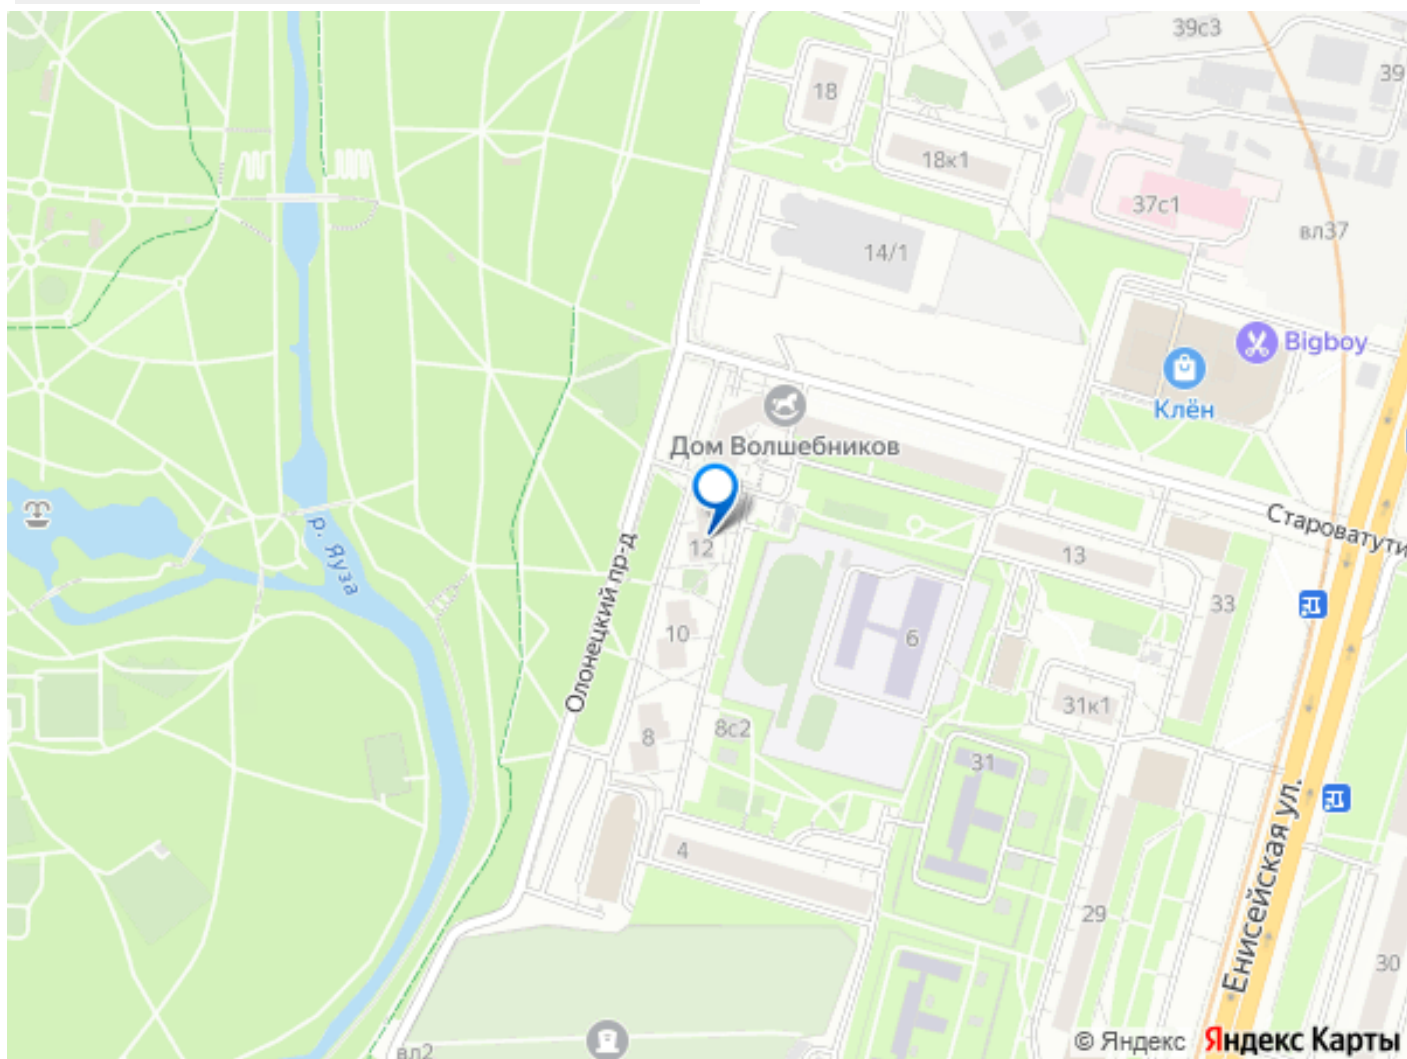 39с3
39
18
18к1
37с1
вл37
14/1
Bigboy
Клён
Дом Волшебников
Староватути
12
13
р. Яуза
33
10
6
Олонецкий пр-д
31к1
8
8с2
31
4
29
Енисейская ул.
30
вл2
© Яндекс Яндекс Карты